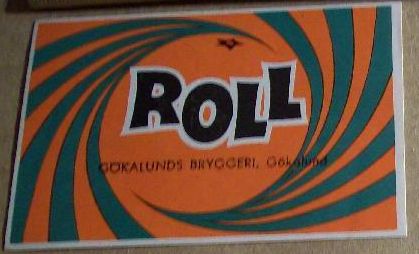 ROLL
GÖKALUNDS BRYGGERI, Gökalund